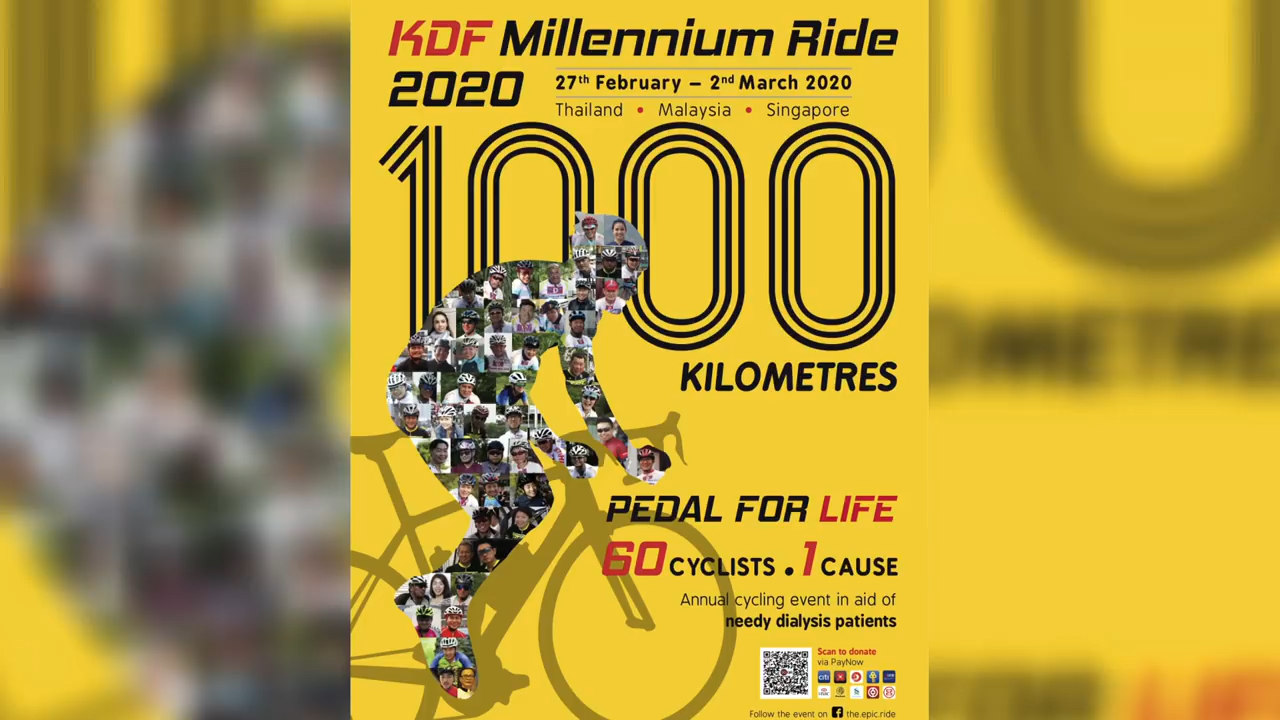 KDF Millennium Ride
2020
27th February – 2nd March 2020
Thailand • Malaysia • Singapore
1000
KILOMETRES
PEDAL FOR LIFE
60 CYCLISTS . 1 CAUSE
Annual cycling event in aid of
needy dialysis patients
Scan to donate
via PayNow
citi
Follow the event on the.epic.ride